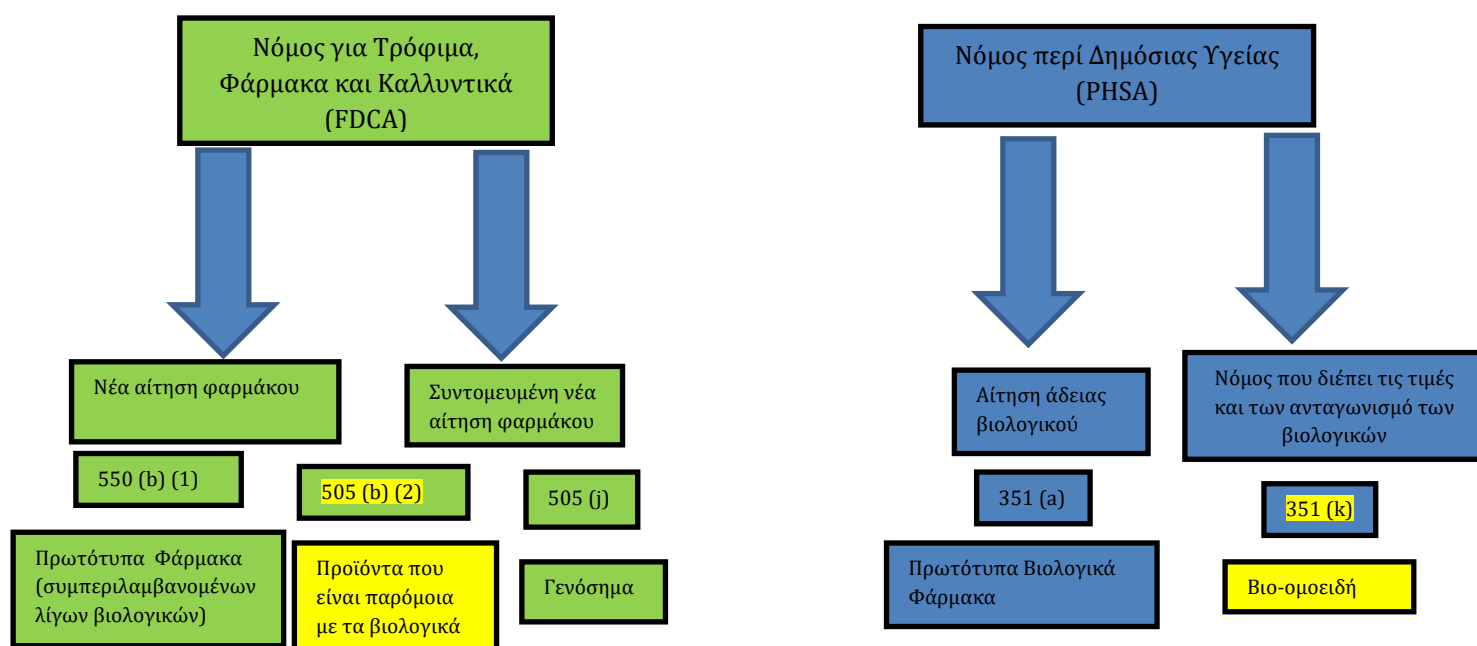 Νόμος για Τρόφιμα,
Φάρμακα και Καλλυντικά
(FDCA)
Νόμος περί Δημόσιας Υγείας
(PHSA)
Νέα αίτηση φαρμάκου
Συντομευμένη νέα
αίτηση φαρμάκου
Αίτηση άδειας
βιολογικού
Νόμος που διέπει τις τιμές
και των ανταγωνισμό των
βιολογικών
550 (b) (1)
505 (b) (2)
505 (j)
351 (a)
351 (k)
Πρωτότυπα Φάρμακα
(συμπεριλαμβανομένων
λίγων βιολογικών)
Προϊόντα που
είναι παρόμοια
με τα βιολογικά
Γενόσημα
Πρωτότυπα Βιολογικά
Φάρμακα
Βιο-ομοειδή